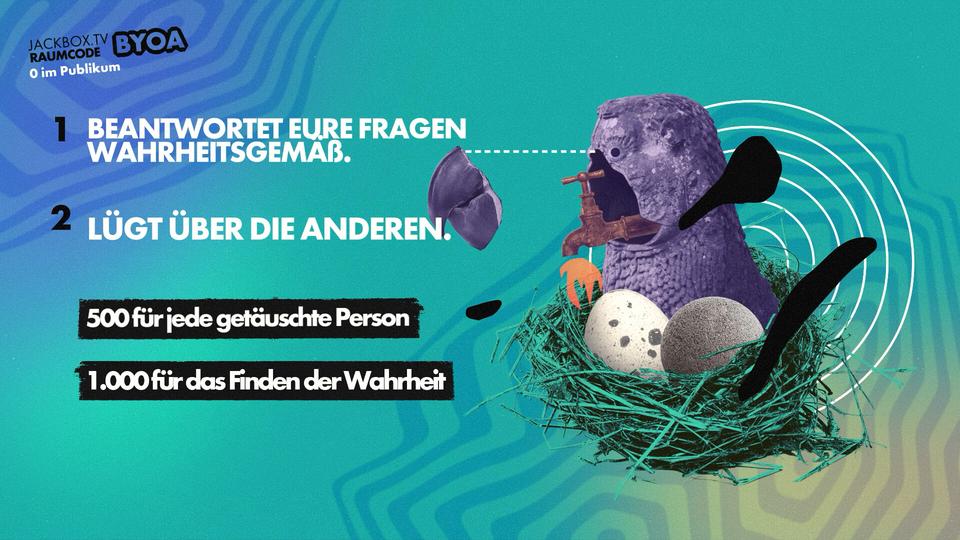 JACKBOX.TV
RAUMCODE
BYOA
0 im Publikum
1
BEANTWORTET EURE FRAGEN
WAHRHEITSGEMÄß.
2
LÜGT ÜBER DIE ANDEREN.
500 für jede getäuschte Person
1.000 für das Finden der Wahrheit